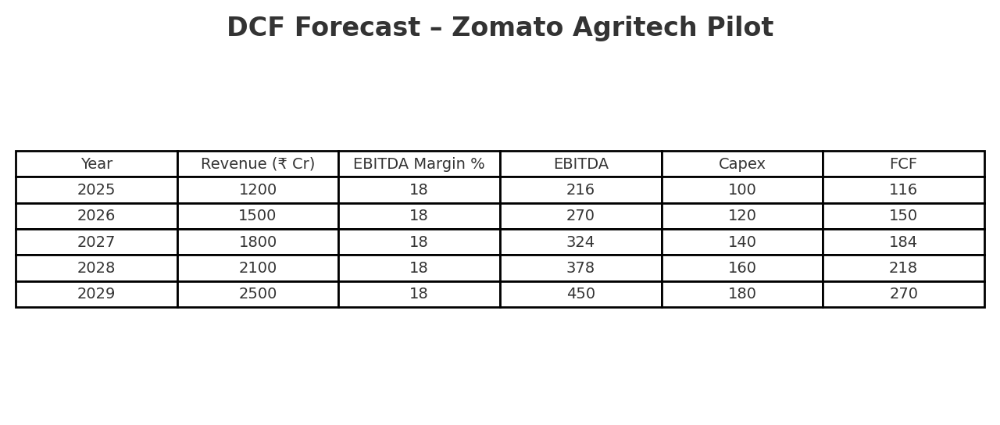 DCF Forecast – Zomato Agritech Pilot
Year Revenue (₹ Cr) EBITDA Margin % EBITDA Capex FCF
2025 1200 18 216 100 116
2026 1500 18 270 120 150
2027 1800 18 324 140 184
2028 2100 18 378 160 218
2029 2500 18 450 180 270